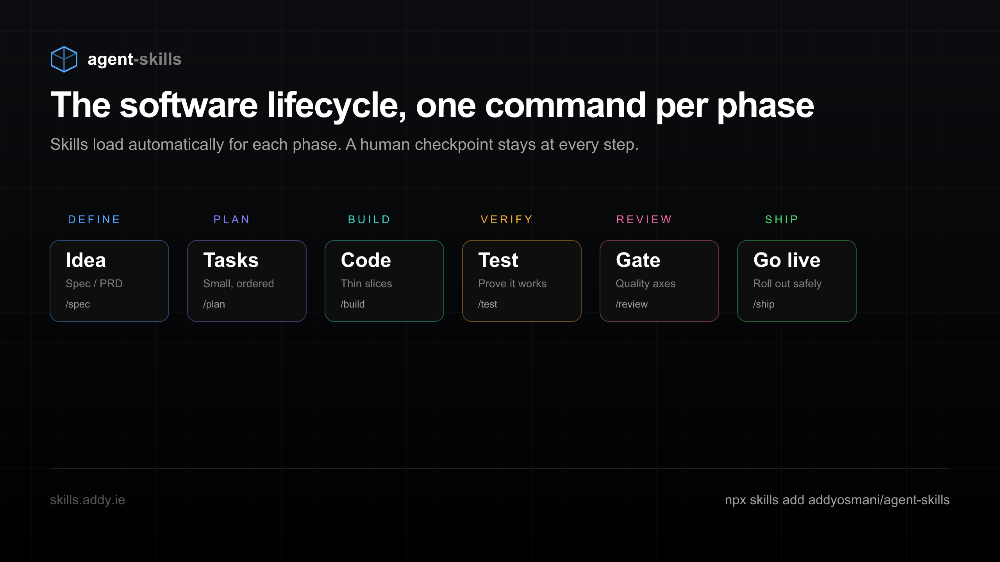 agent-skills
The software lifecycle, one command per phase
Skills load automatically for each phase. A human checkpoint stays at every step.
DEFINE
Idea
Spec / PRD
/spec
PLAN
Tasks
Small, ordered
/plan
BUILD
Code
Thin slices
/build
VERIFY
Test
Prove it works
/test
REVIEW
Gate
Quality axes
/review
SHIP
Go live
Roll out safely
/ship
skills.addy.ie
npx skills add addyosmani/agent-skills